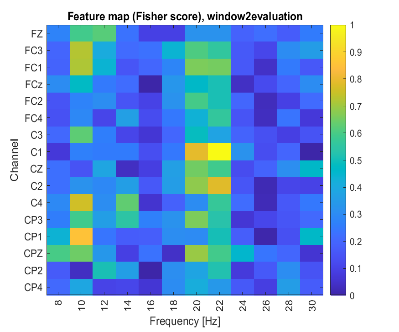 Feature map (Fisher score), window2evaluation
Channel
FZ
FC3
FC1
FCz
FC2
FC4
C3
C1
CZ
C2
C4
CP3
CP1
CPZ
CP2
CP4
8 10 12 14 16 18 20 22 24 26 28 30
Frequency [Hz]
1
0.9
0.8
0.7
0.6
0.5
0.4
0.3
0.2
0.1
0